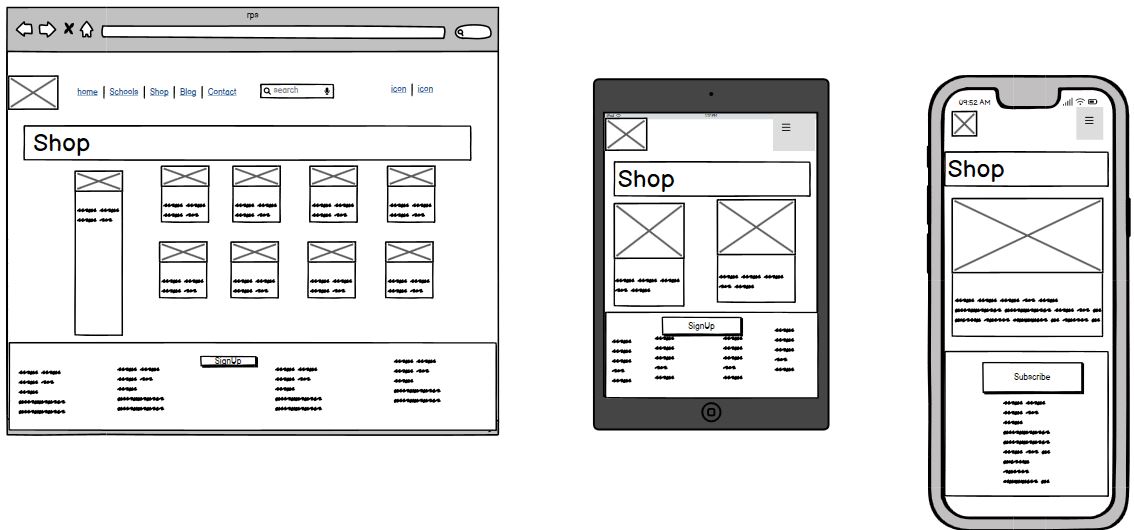 rps
home | Schools | Shop | Blog | Contact
search
icon | icon
Shop
SignUp
Shop
SignUp
09:52 AM
Shop
Subscribe